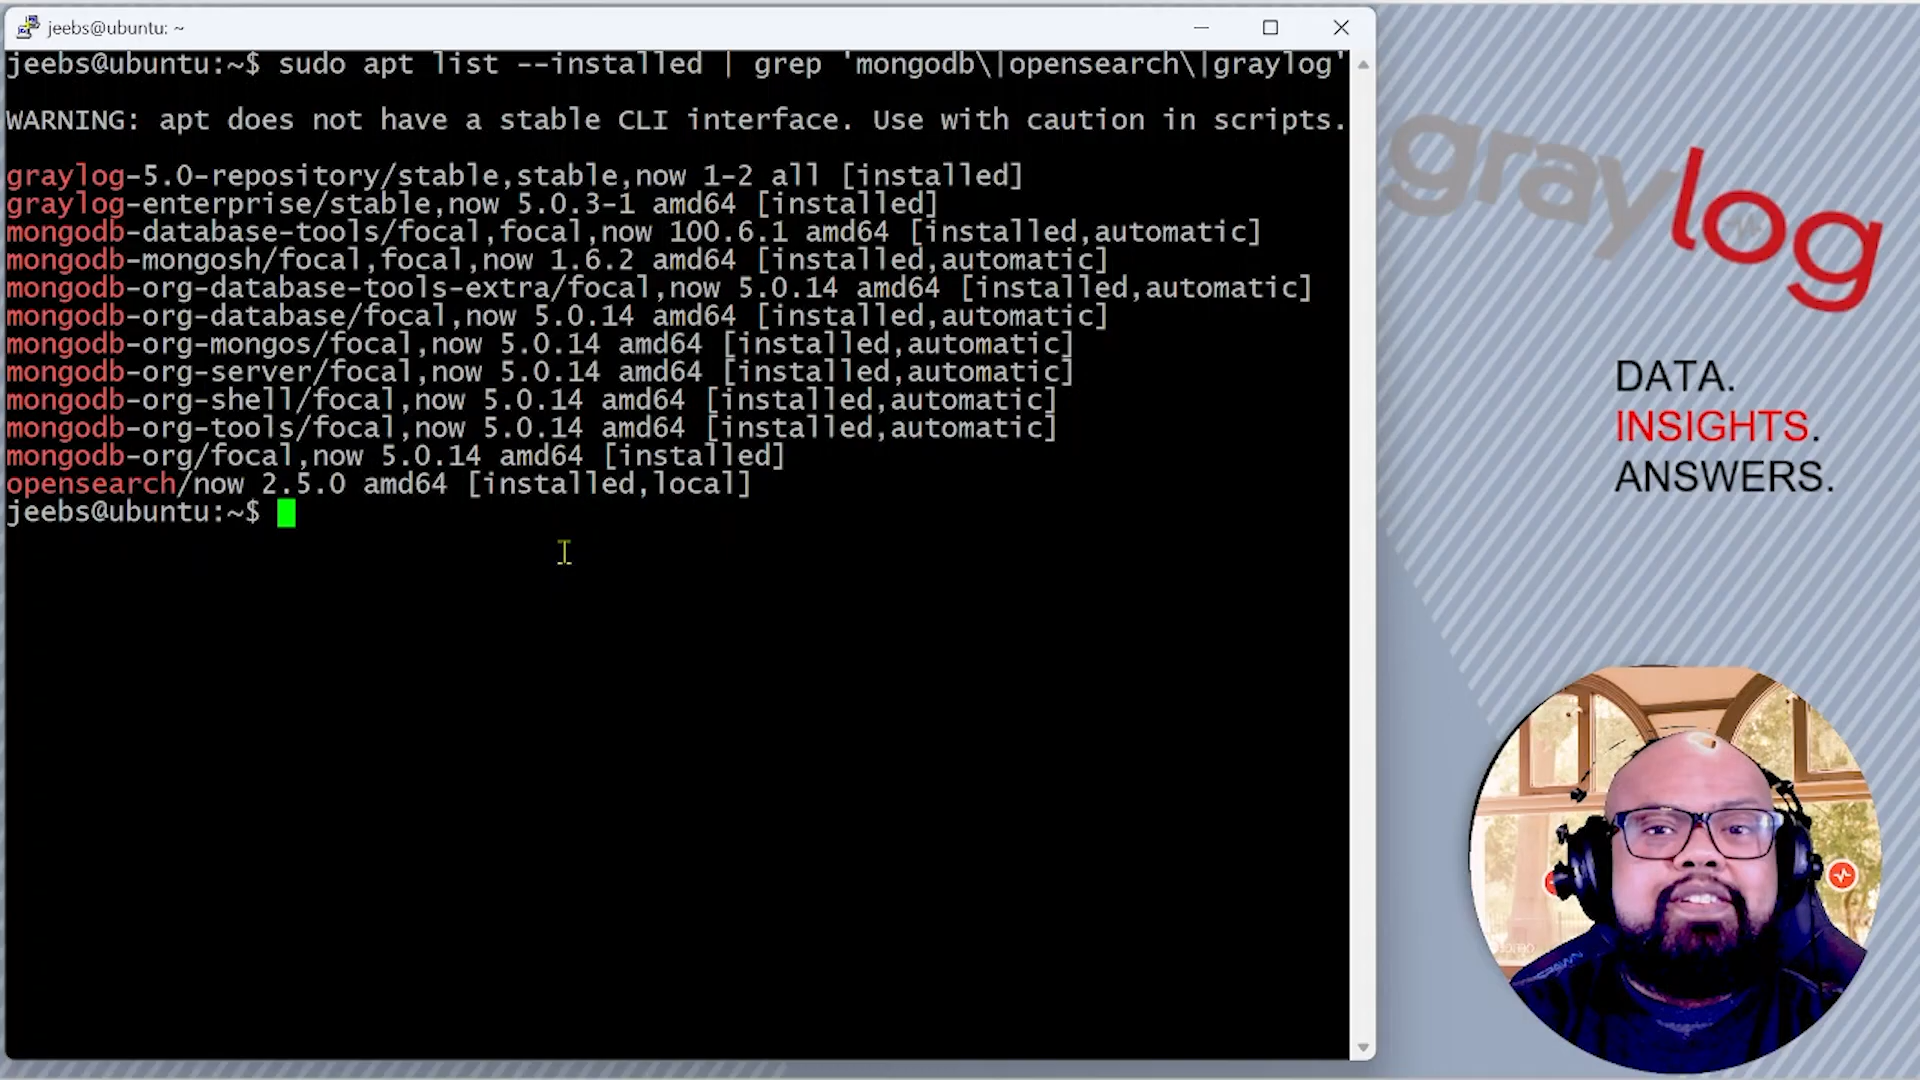 jeebs@ubuntu: ~
jeebs@ubuntu:~$ sudo apt list --installed | grep 'mongodb\|opensearch\|graylog'
WARNING: apt does not have a stable CLI interface. Use with caution in scripts.
graylog-5.0-repository/stable,stable,now 1-2 all [installed]
graylog-enterprise/stable,now 5.0.3-1 amd64 [installed]
mongodb-database-tools/focal,focal,now 100.6.1 amd64 [installed,automatic]
mongodb-mongosh/focal,focal,now 1.6.2 amd64 [installed,automatic]
mongodb-org-database-tools-extra/focal,now 5.0.14 amd64 [installed,automatic]
mongodb-org-database/focal,now 5.0.14 amd64 [installed,automatic]
mongodb-org-mongos/focal,now 5.0.14 amd64 [installed,automatic]
mongodb-org-server/focal,now 5.0.14 amd64 [installed,automatic]
mongodb-org-shell/focal,now 5.0.14 amd64 [installed,automatic]
mongodb-org-tools/focal,now 5.0.14 amd64 [installed,automatic]
mongodb-org/focal,now 5.0.14 amd64 [installed]
opensearch/now 2.5.0 amd64 [installed,local]
jeebs@ubuntu:~$
graylog
DATA.
INSIGHTS.
ANSWERS.